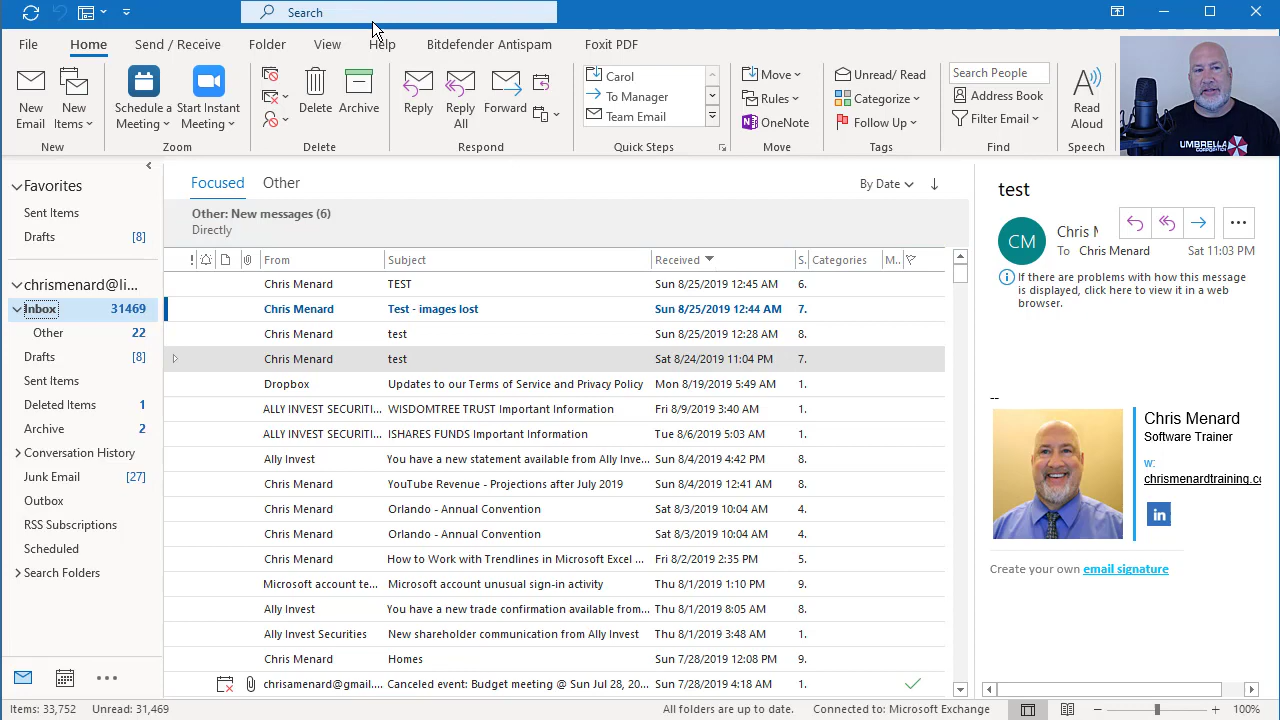 Search
File Home Send / Receive Folder View Help Bitdefender Antispam Foxit PDF
New Email
New Items
New
Schedule a Meeting
Start Instant Meeting
Zoom
Delete
Archive
Delete
Reply
Reply All
Forward
Respond
Carol
To Manager
Team Email
Quick Steps
Move
Rules
OneNote
Move
Unread/ Read
Categorize
Follow Up
Tags
Search People
Address Book
Filter Email
Find
Read Aloud
Speech
UMBRELLA
CORPORATION
Favorites
Sent Items
Drafts [8]
chrismenard@li...
Inbox 31469
Other 22
Drafts [8]
Sent Items
Deleted Items 1
Archive 2
Conversation History
Junk Email [27]
Outbox
RSS Subscriptions
Scheduled
Search Folders
Focused Other By Date
Other: New messages (6)
Directly
! From Subject Received S. Categories M..
Chris Menard TEST Sun 8/25/2019 12:45 AM 6.
Chris Menard Test - images lost Sun 8/25/2019 12:44 AM 7.
Chris Menard test Sun 8/25/2019 12:28 AM 8.
Chris Menard test Sat 8/24/2019 11:04 PM 7.
Dropbox Updates to our Terms of Service and Privacy Policy Mon 8/19/2019 5:49 AM 1.
ALLY INVEST SECURITI... WISDOMTREE TRUST Important Information Fri 8/9/2019 3:40 AM 1.
ALLY INVEST SECURITI... ISHARES FUNDS Important Information Tue 8/6/2019 5:03 AM 1.
Ally Invest You have a new statement available from Ally Inve... Sun 8/4/2019 4:42 PM 8.
Chris Menard YouTube Revenue - Projections after July 2019 Sun 8/4/2019 12:41 AM 8.
Chris Menard Orlando - Annual Convention Sat 8/3/2019 10:04 AM 4.
Chris Menard Orlando - Annual Convention Sat 8/3/2019 10:04 AM 4.
Chris Menard How to Work with Trendlines in Microsoft Excel ... Fri 8/2/2019 2:35 PM 5.
Microsoft account te... Microsoft account unusual sign-in activity Thu 8/1/2019 1:10 PM 9.
Ally Invest You have a new trade confirmation available from... Thu 8/1/2019 8:05 AM 8.
Ally Invest Securities New shareholder communication from Ally Invest Thu 8/1/2019 3:48 AM 1.
Chris Menard Homes Sun 7/28/2019 12:08 PM 9.
chrisamenard@gmail.... Canceled event: Budget meeting @ Sun Jul 28, 20... Sun 7/28/2019 4:18 AM 1.
test
CM
Chris M
To Chris Menard Sat 11:03 PM
If there are problems with how this message
is displayed, click here to view it in a web
browser.
--
Chris Menard
Software Trainer
w:
chrismenardtraining.co
in
Create your own email signature
Items: 33,752 Unread: 31,469 All folders are up to date. Connected to: Microsoft Exchange 100%